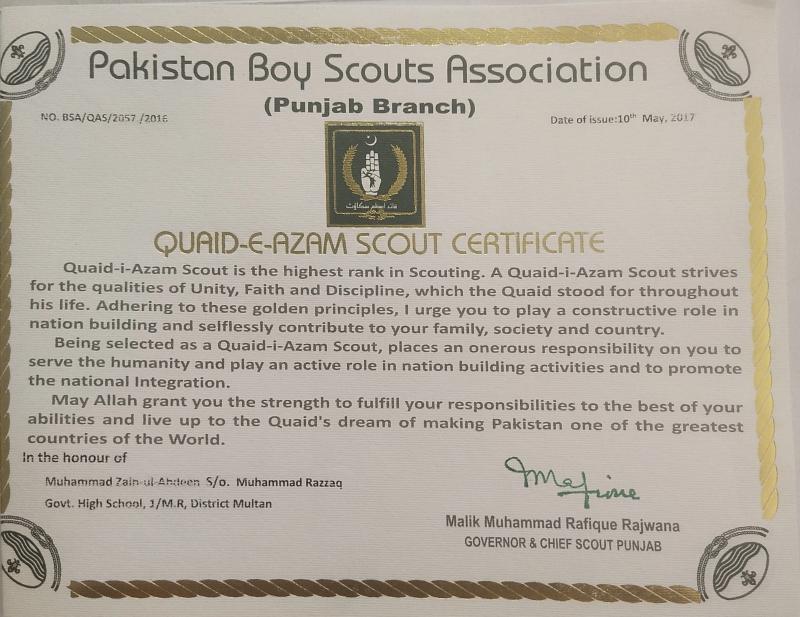 Pakistan Boy Scouts Association
(Punjab Branch)
NO. BSA/QAS/2057 /2016
Date of issue:10th May, 2017
قائد اعظم سکاؤٹ
QUAID-E-AZAM SCOUT CERTIFICATE
Quaid-i-Azam Scout is the highest rank in Scouting. A Quaid-i-Azam Scout strives
for the qualities of Unity, Faith and Discipline, which the Quaid stood for throughout
his life. Adhering to these golden principles, I urge you to play a constructive role in
nation building and selflessly contribute to your family, society and country.
Being selected as a Quaid-i-Azam Scout, places an onerous responsibility on you to
serve the humanity and play an active role in nation building activities and to promote
the national Integration.
May Allah grant you the strength to fulfill your responsibilities to the best of your
abilities and live up to the Quaid's dream of making Pakistan one of the greatest
countries of the World.
In the honour of
Muhammad Zain-ul-Abdeen S/o. Muhammad Razzaq
Govt. High School, 1/M.R, District Multan
Malik Muhammad Rafique Rajwana
GOVERNOR & CHIEF SCOUT PUNJAB